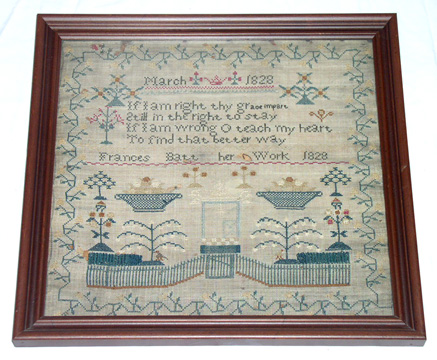 March 1828
If I am right thy grace impart
Still in the right to stay
If I am wrong O teach my heart
To find that better way
Frances Batt her Work 1828